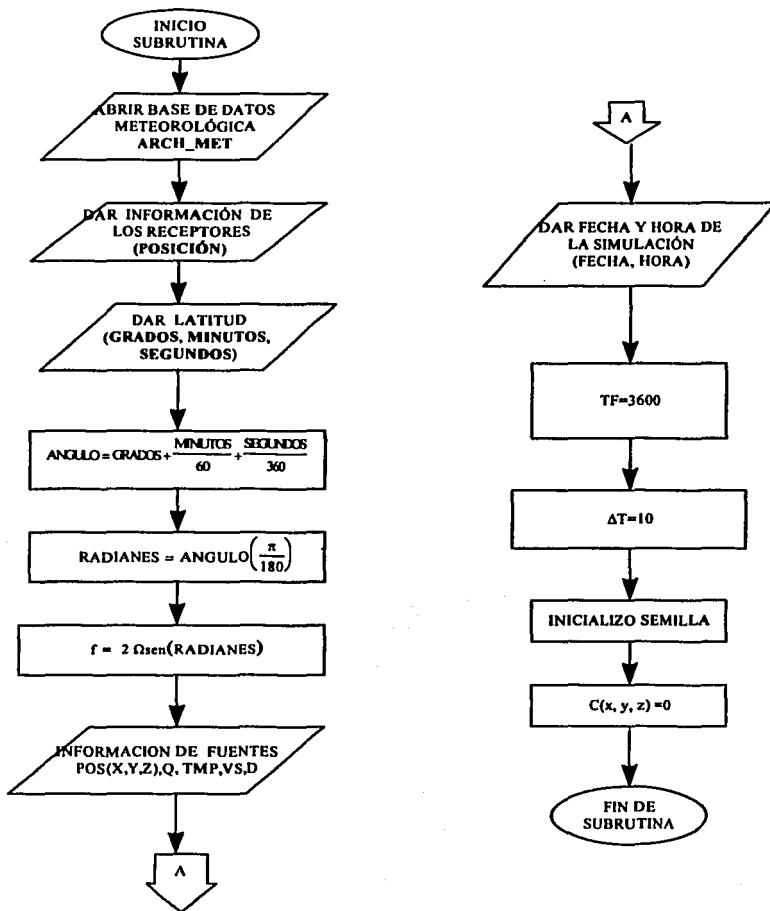 INICIO
SUBRUTINA
ABRIR BASE DE DATOS
METEOROLÓGICA
ARCH_MET
DAR INFORMACIÓN DE
LOS RECEPTORES
(POSICIÓN)
DAR LATITUD
(GRADOS, MINUTOS,
SEGUNDOS)
ANGULO = GRADOS + MINUTOS/60 + SEGUNDOS/360
RADIANES = ANGULO(π/180)
f = 2 Ωsen(RADIANES)
INFORMACION DE FUENTES
POS(X,Y,Z),Q, TMP,VS,D
A
A
DAR FECHA Y HORA DE
LA SIMULACIÓN
(FECHA, HORA)
TF=3600
ΔT=10
INICIALIZO SEMILLA
C(x, y, z) =0
FIN DE
SUBRUTINA